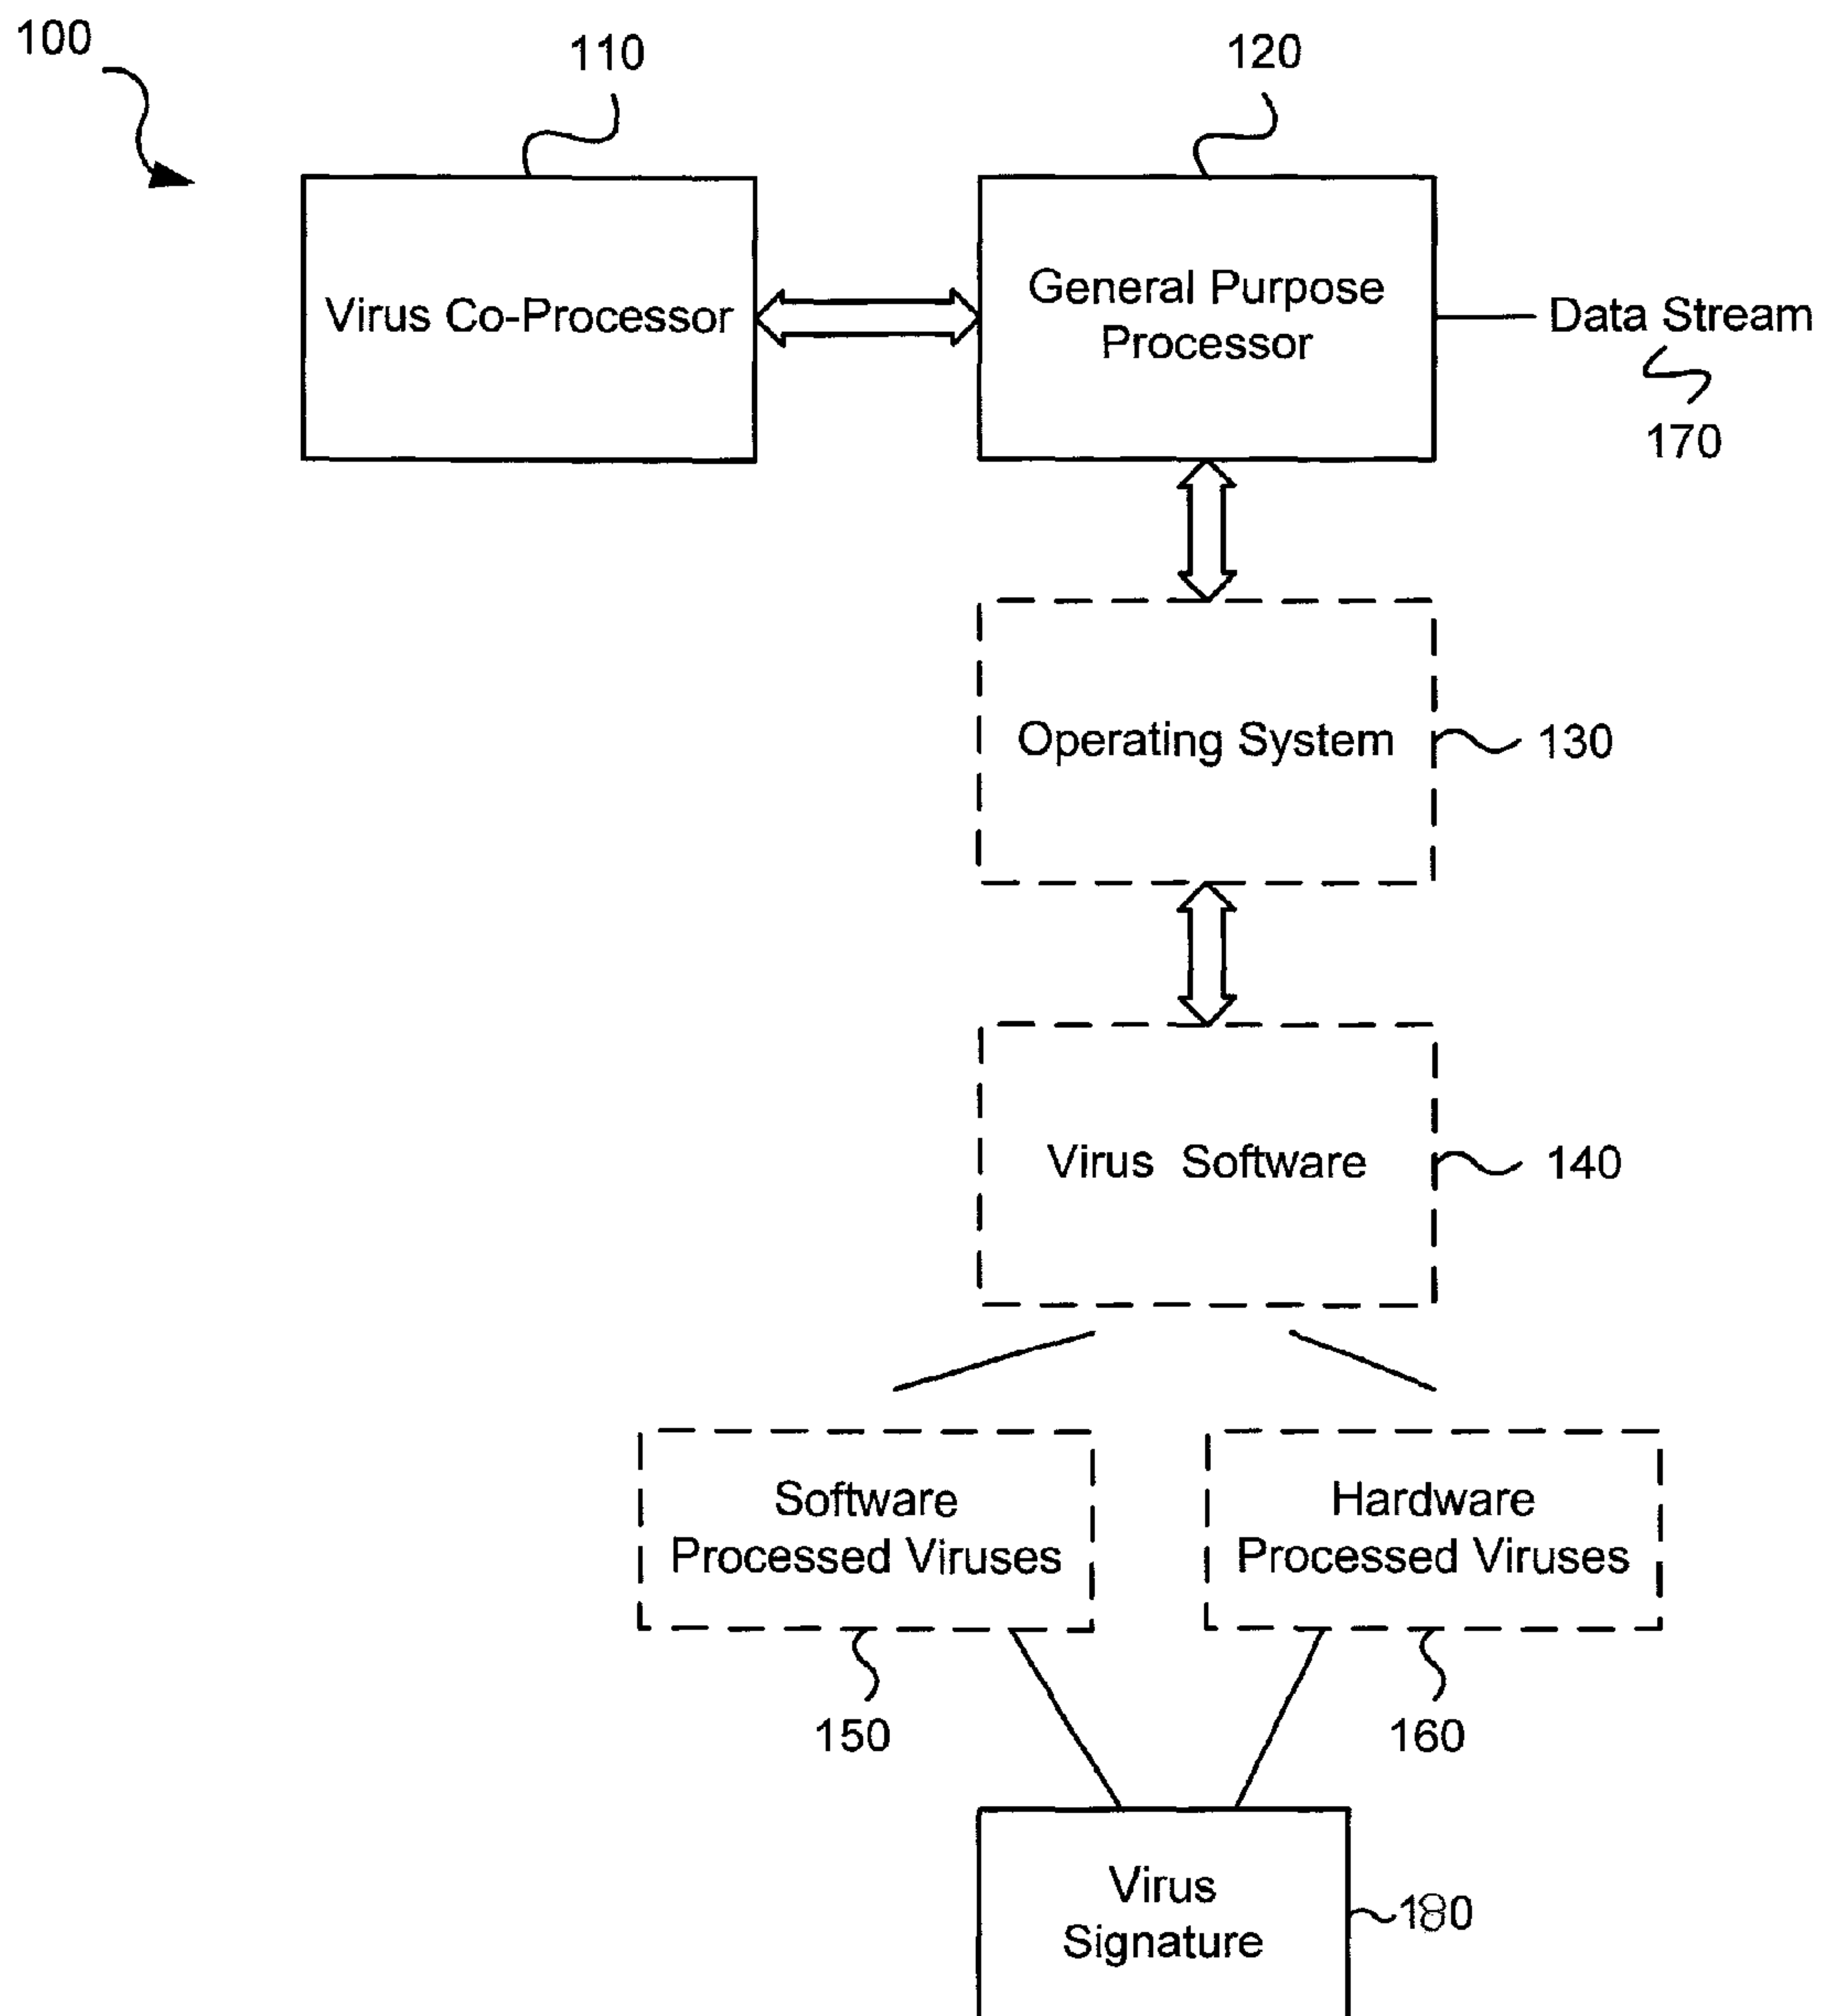 100
110
120
Virus Co-Processor
General Purpose
Processor
Data Stream
170
Operating System
130
Virus Software
140
Software
Processed Viruses
Hardware
Processed Viruses
150
160
Virus
Signature
180